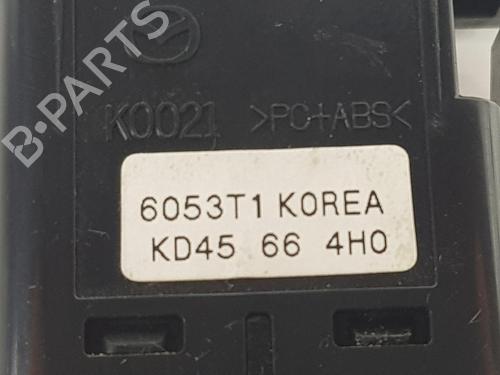 B-PARTS
K0021 >PC+ABS<
6053T1 KOREA
KD45 66 4H0